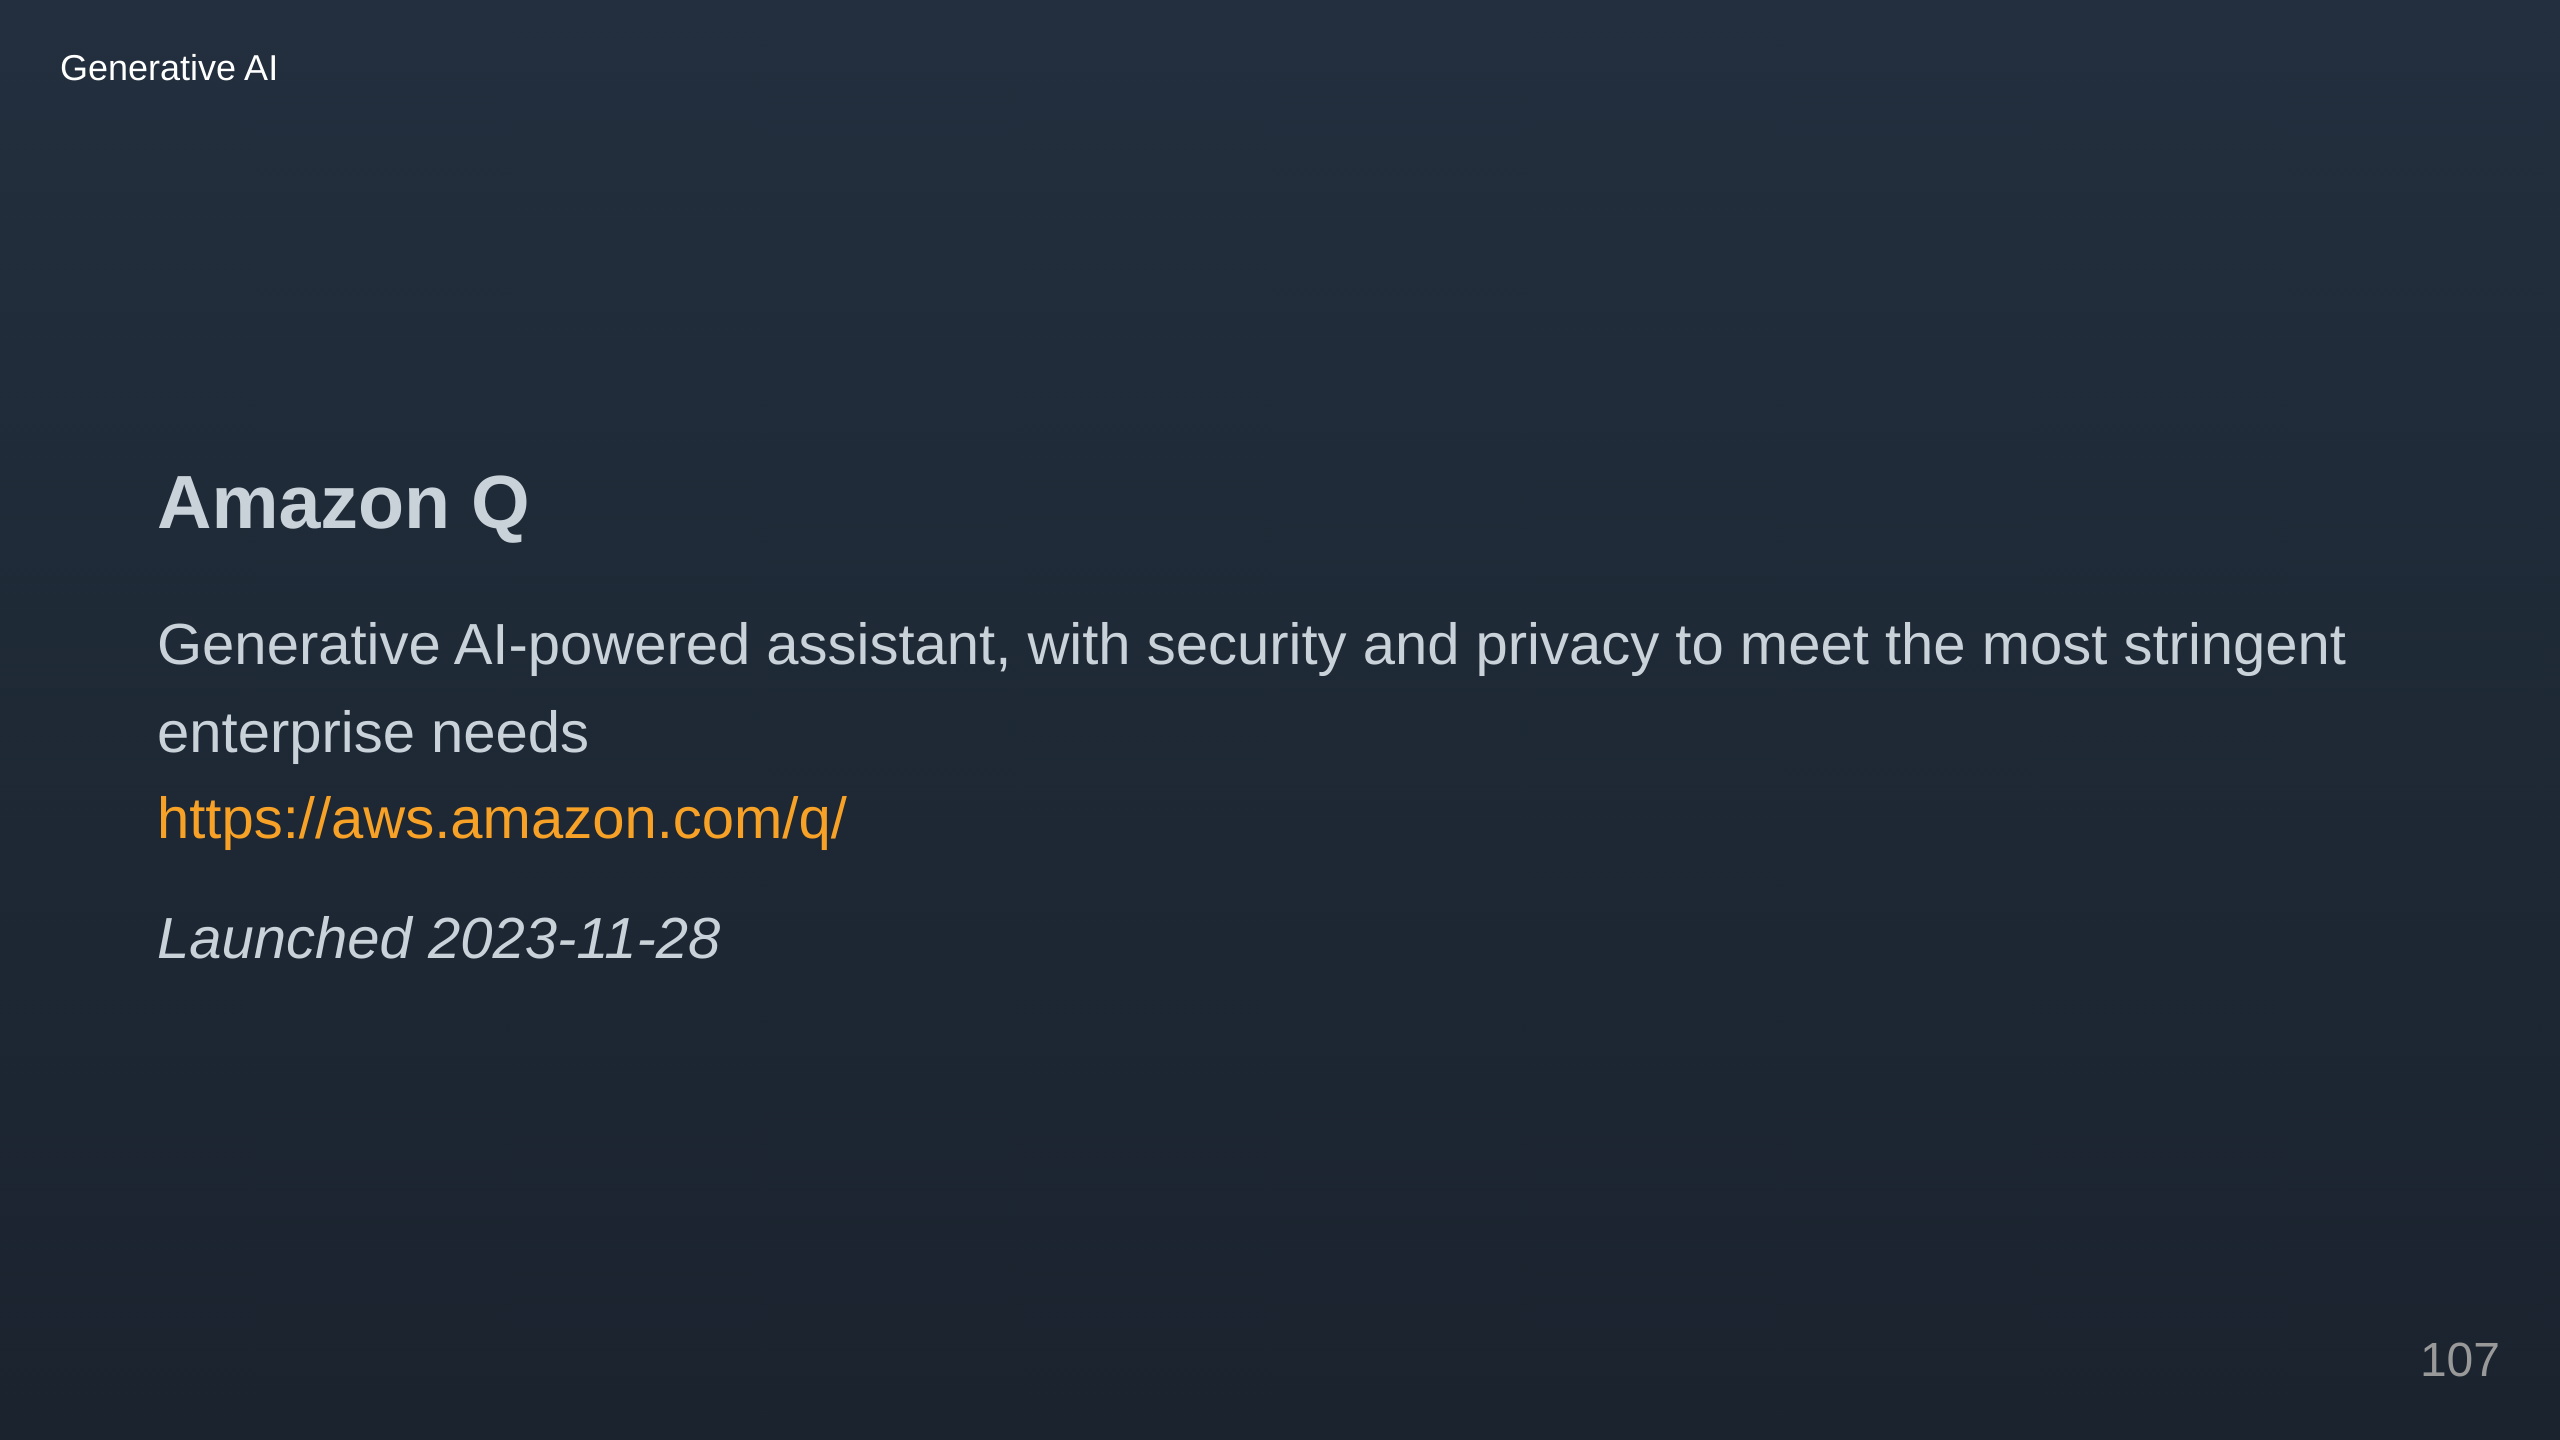 Generative AI
Amazon Q
Generative AI-powered assistant, with security and privacy to meet the most stringent
enterprise needs
https://aws.amazon.com/q/
Launched 2023-11-28
107